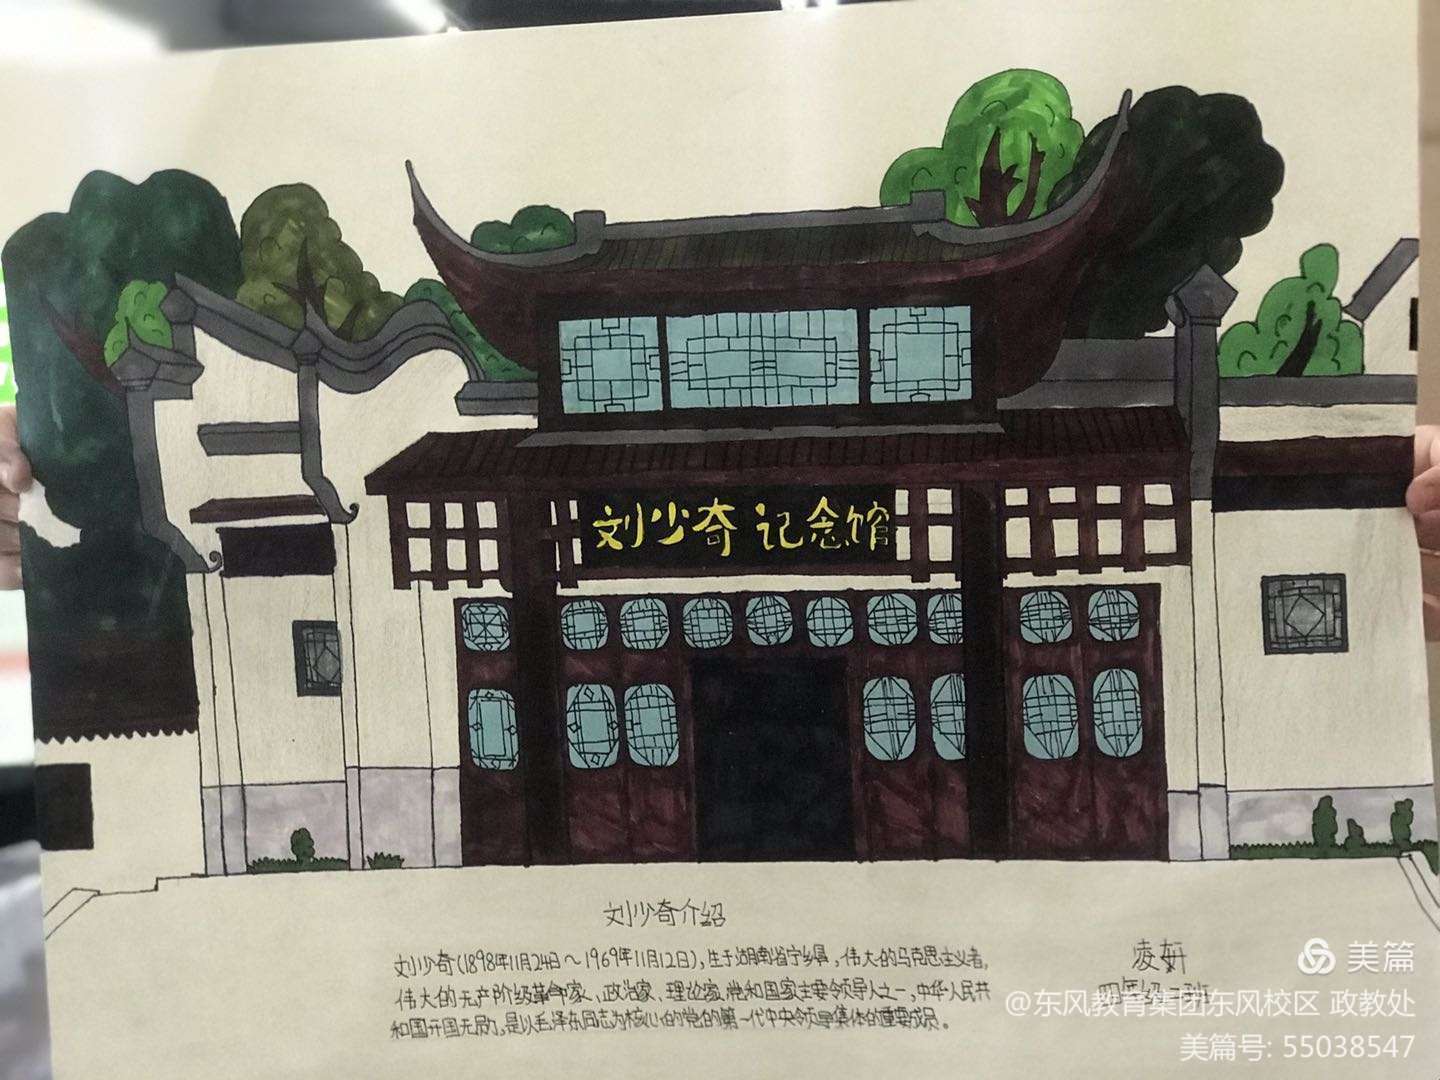 刘少奇记念馆
刘少奇介绍
刘少奇(1898年11月24日～1969年11月12日),生于湖南省宁乡县,伟大的马克思主义者,
伟大的无产阶级革命家、政治家、理论家,党和国家主要领导人之一,中华人民共
和国开国元勋,是以毛泽东同志为核心的党的第一代中央领导集体的重要成员。
凌妍
四年级二班
美篇
@东风教育集团东风校区 政教处
美篇号: 55038547